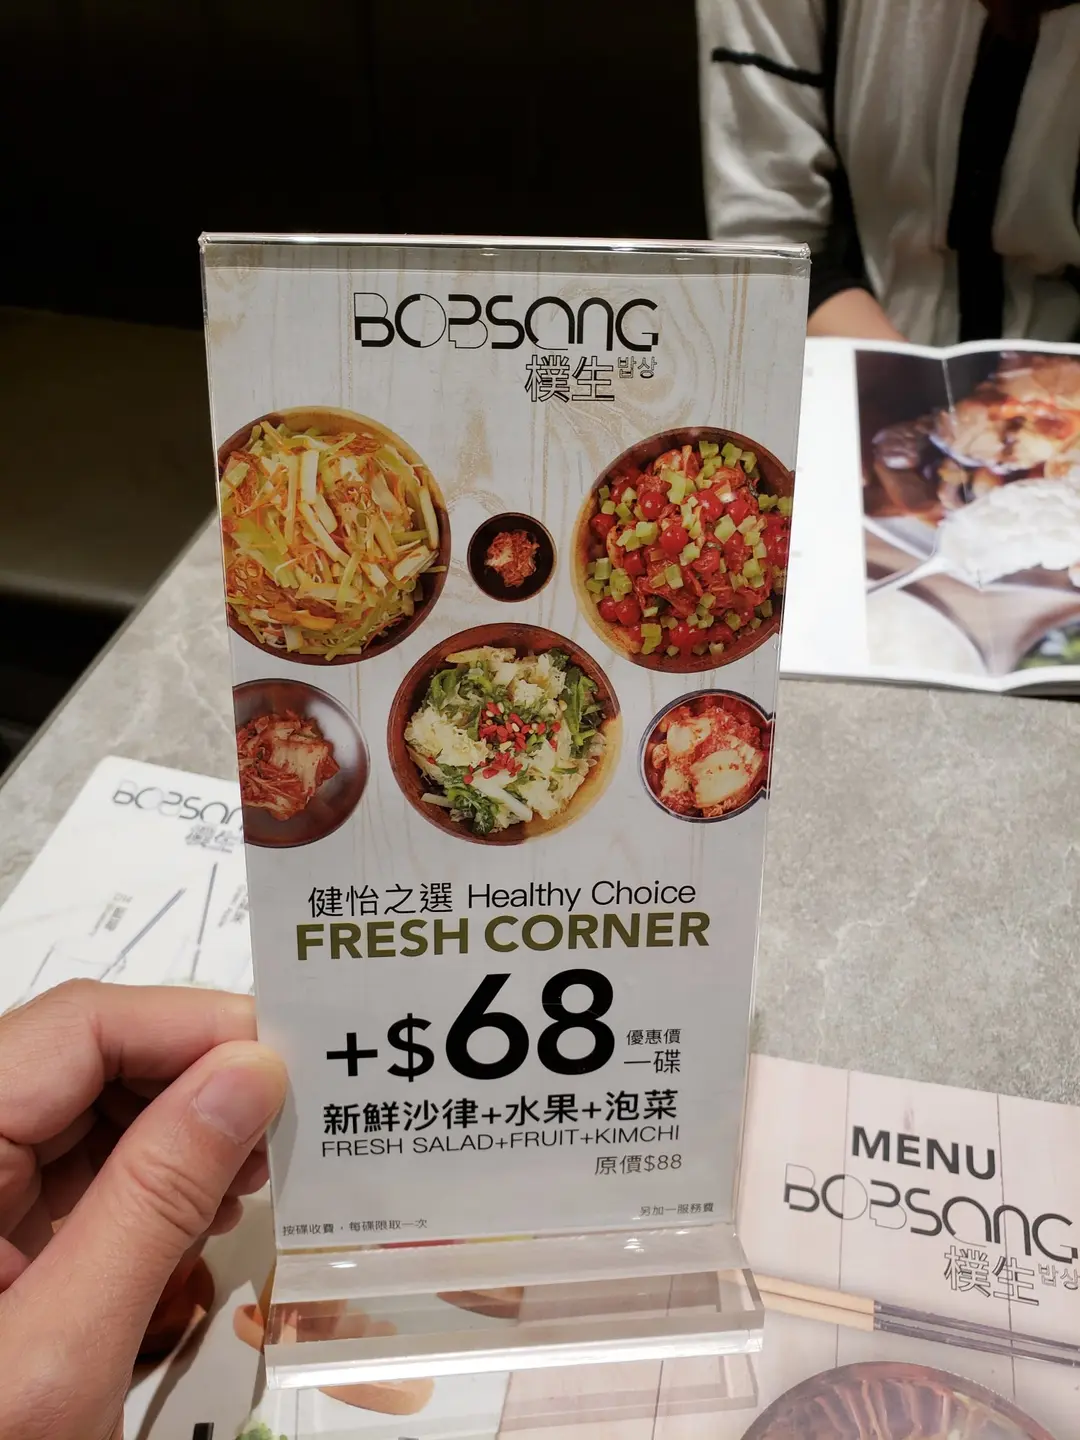 BOBSANG
樸生 밥상
健怡之選 Healthy Choice
FRESH CORNER
+$68 優惠價
一碟
新鮮沙律+水果+泡菜
FRESH SALAD+FRUIT+KIMCHI
原價$88
按碟收費，每碟限取一次
另加一服務費
MENU
BOBSANG
樸生 밥상
BOBSANG